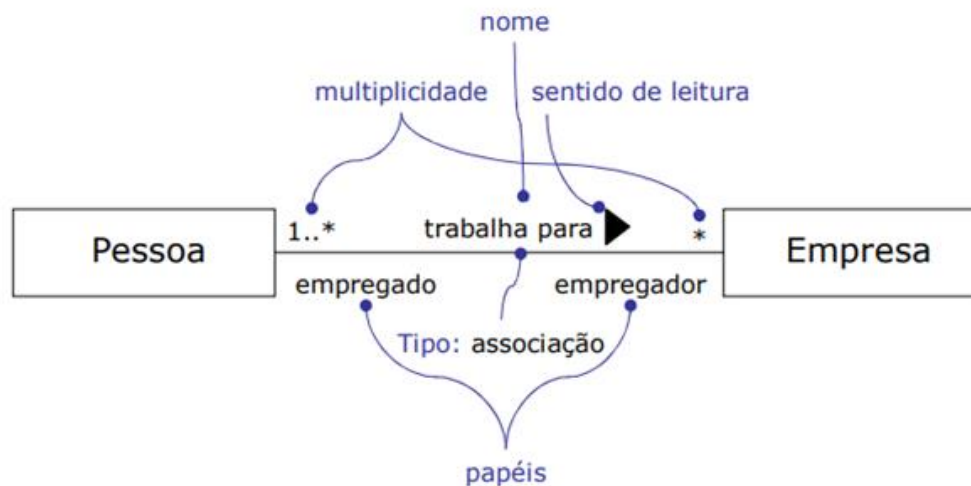 nome
multiplicidade sentido de leitura
Pessoa 1..* trabalha para * Empresa
empregado empregador
Tipo: associação
papéis